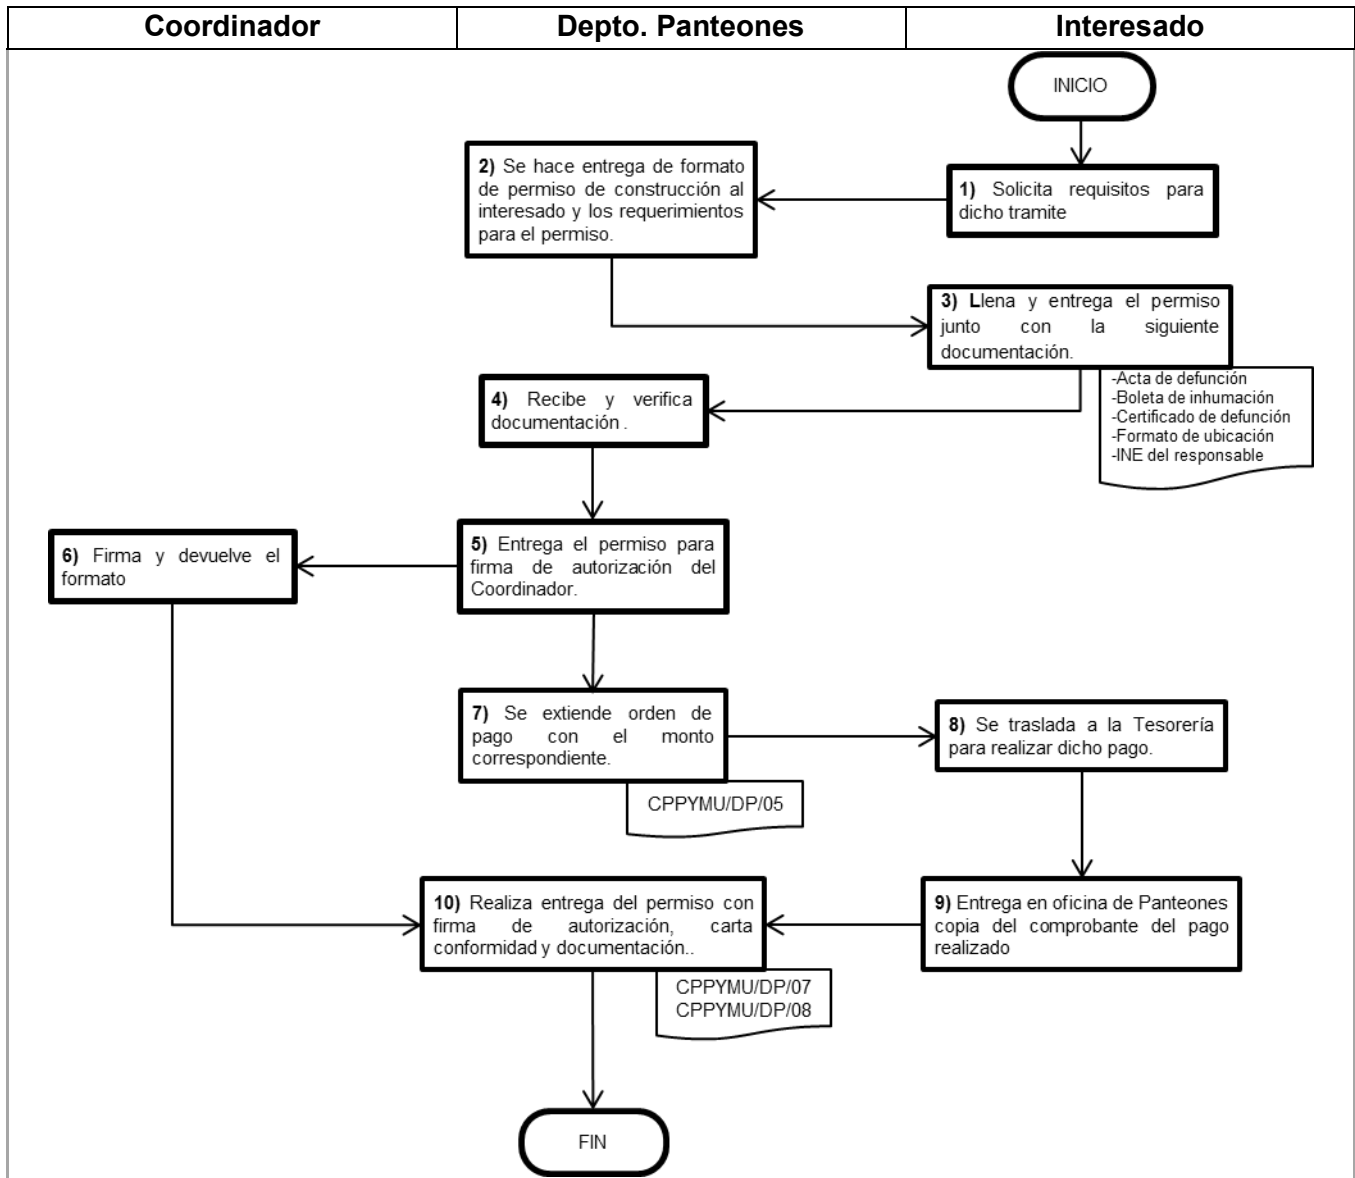 Coordinador
Depto. Panteones
Interesado
INICIO
1) Solicita requisitos para
dicho tramite
2) Se hace entrega de formato
de permiso de construcción al
interesado y los requerimientos
para el permiso.
3) Llena y entrega el permiso
junto con la siguiente
documentación.
-Acta de defunción
-Boleta de inhumación
-Certificado de defunción
-Formato de ubicación
-INE del responsable
4) Recibe y verifica
documentación .
5) Entrega el permiso para
firma de autorización del
Coordinador.
6) Firma y devuelve el
formato
7) Se extiende orden de
pago con el monto
correspondiente.
CPPYMU/DP/05
8) Se traslada a la Tesorería
para realizar dicho pago.
9) Entrega en oficina de Panteones
copia del comprobante del pago
realizado
10) Realiza entrega del permiso con
firma de autorización, carta
conformidad y documentación..
CPPYMU/DP/07
CPPYMU/DP/08
FIN